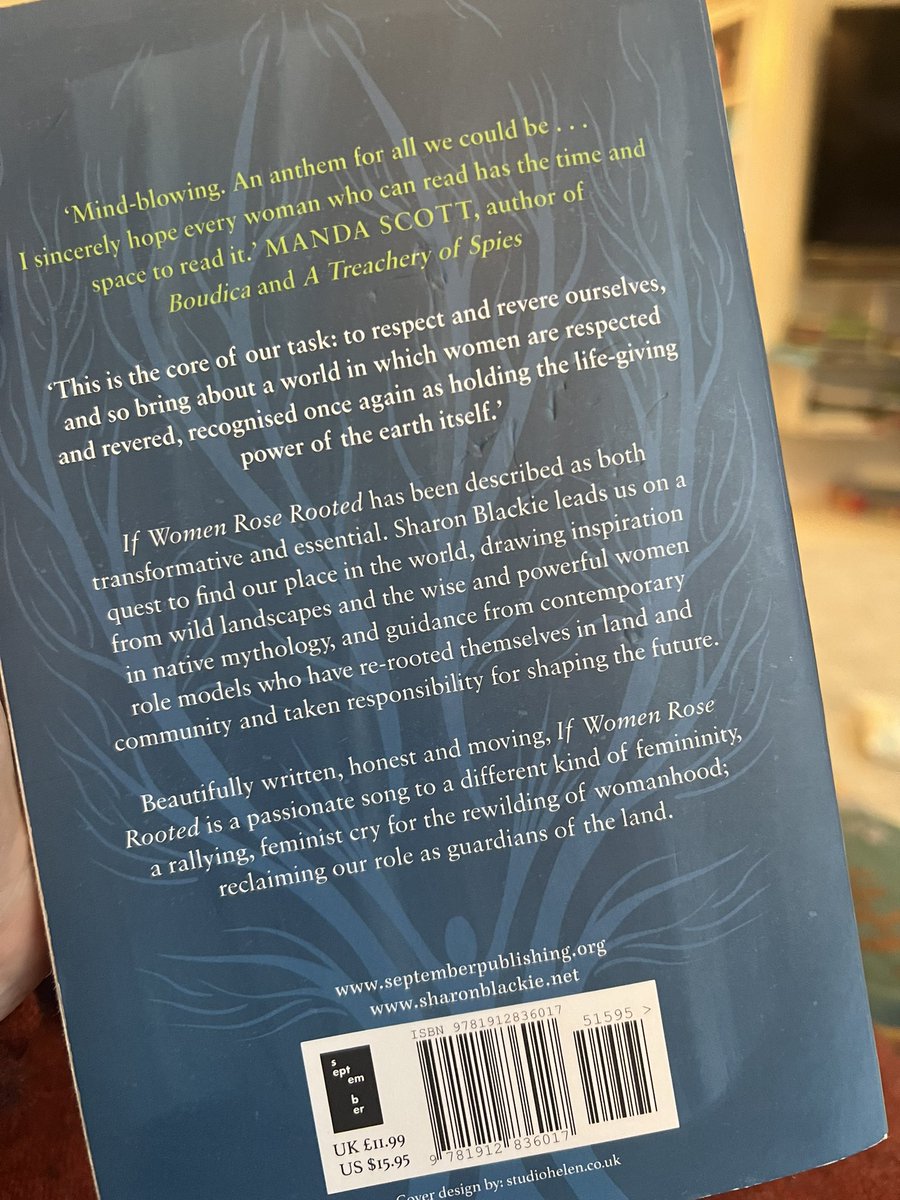 ‘Mind-blowing. An anthem for all we could be . . .
I sincerely hope every woman who can read has the time and
space to read it.’ MANDA SCOTT, author of
Boudica and A Treachery of Spies
‘This is the core of our task: to respect and revere ourselves,
and so bring about a world in which women are respected
and revered, recognised once again as holding the life-giving
power of the earth itself.’
If Women Rose Rooted has been described as both
transformative and essential. Sharon Blackie leads us on a
quest to find our place in the world, drawing inspiration
from wild landscapes and the wise and powerful women
in native mythology, and guidance from contemporary
role models who have re-rooted themselves in land and
community and taken responsibility for shaping the future.
Beautifully written, honest and moving, If Women Rose
Rooted is a passionate song to a different kind of femininity,
a rallying, feminist cry for the rewilding of womanhood;
reclaiming our role as guardians of the land.
www.septemberpublishing.org
www.sharonblackie.net
ISBN 9781912836017
51595 >
s
ept
em
b
er
UK £11.99
US $15.95
9 781912 836017
Cover design by: studiohelen.co.uk